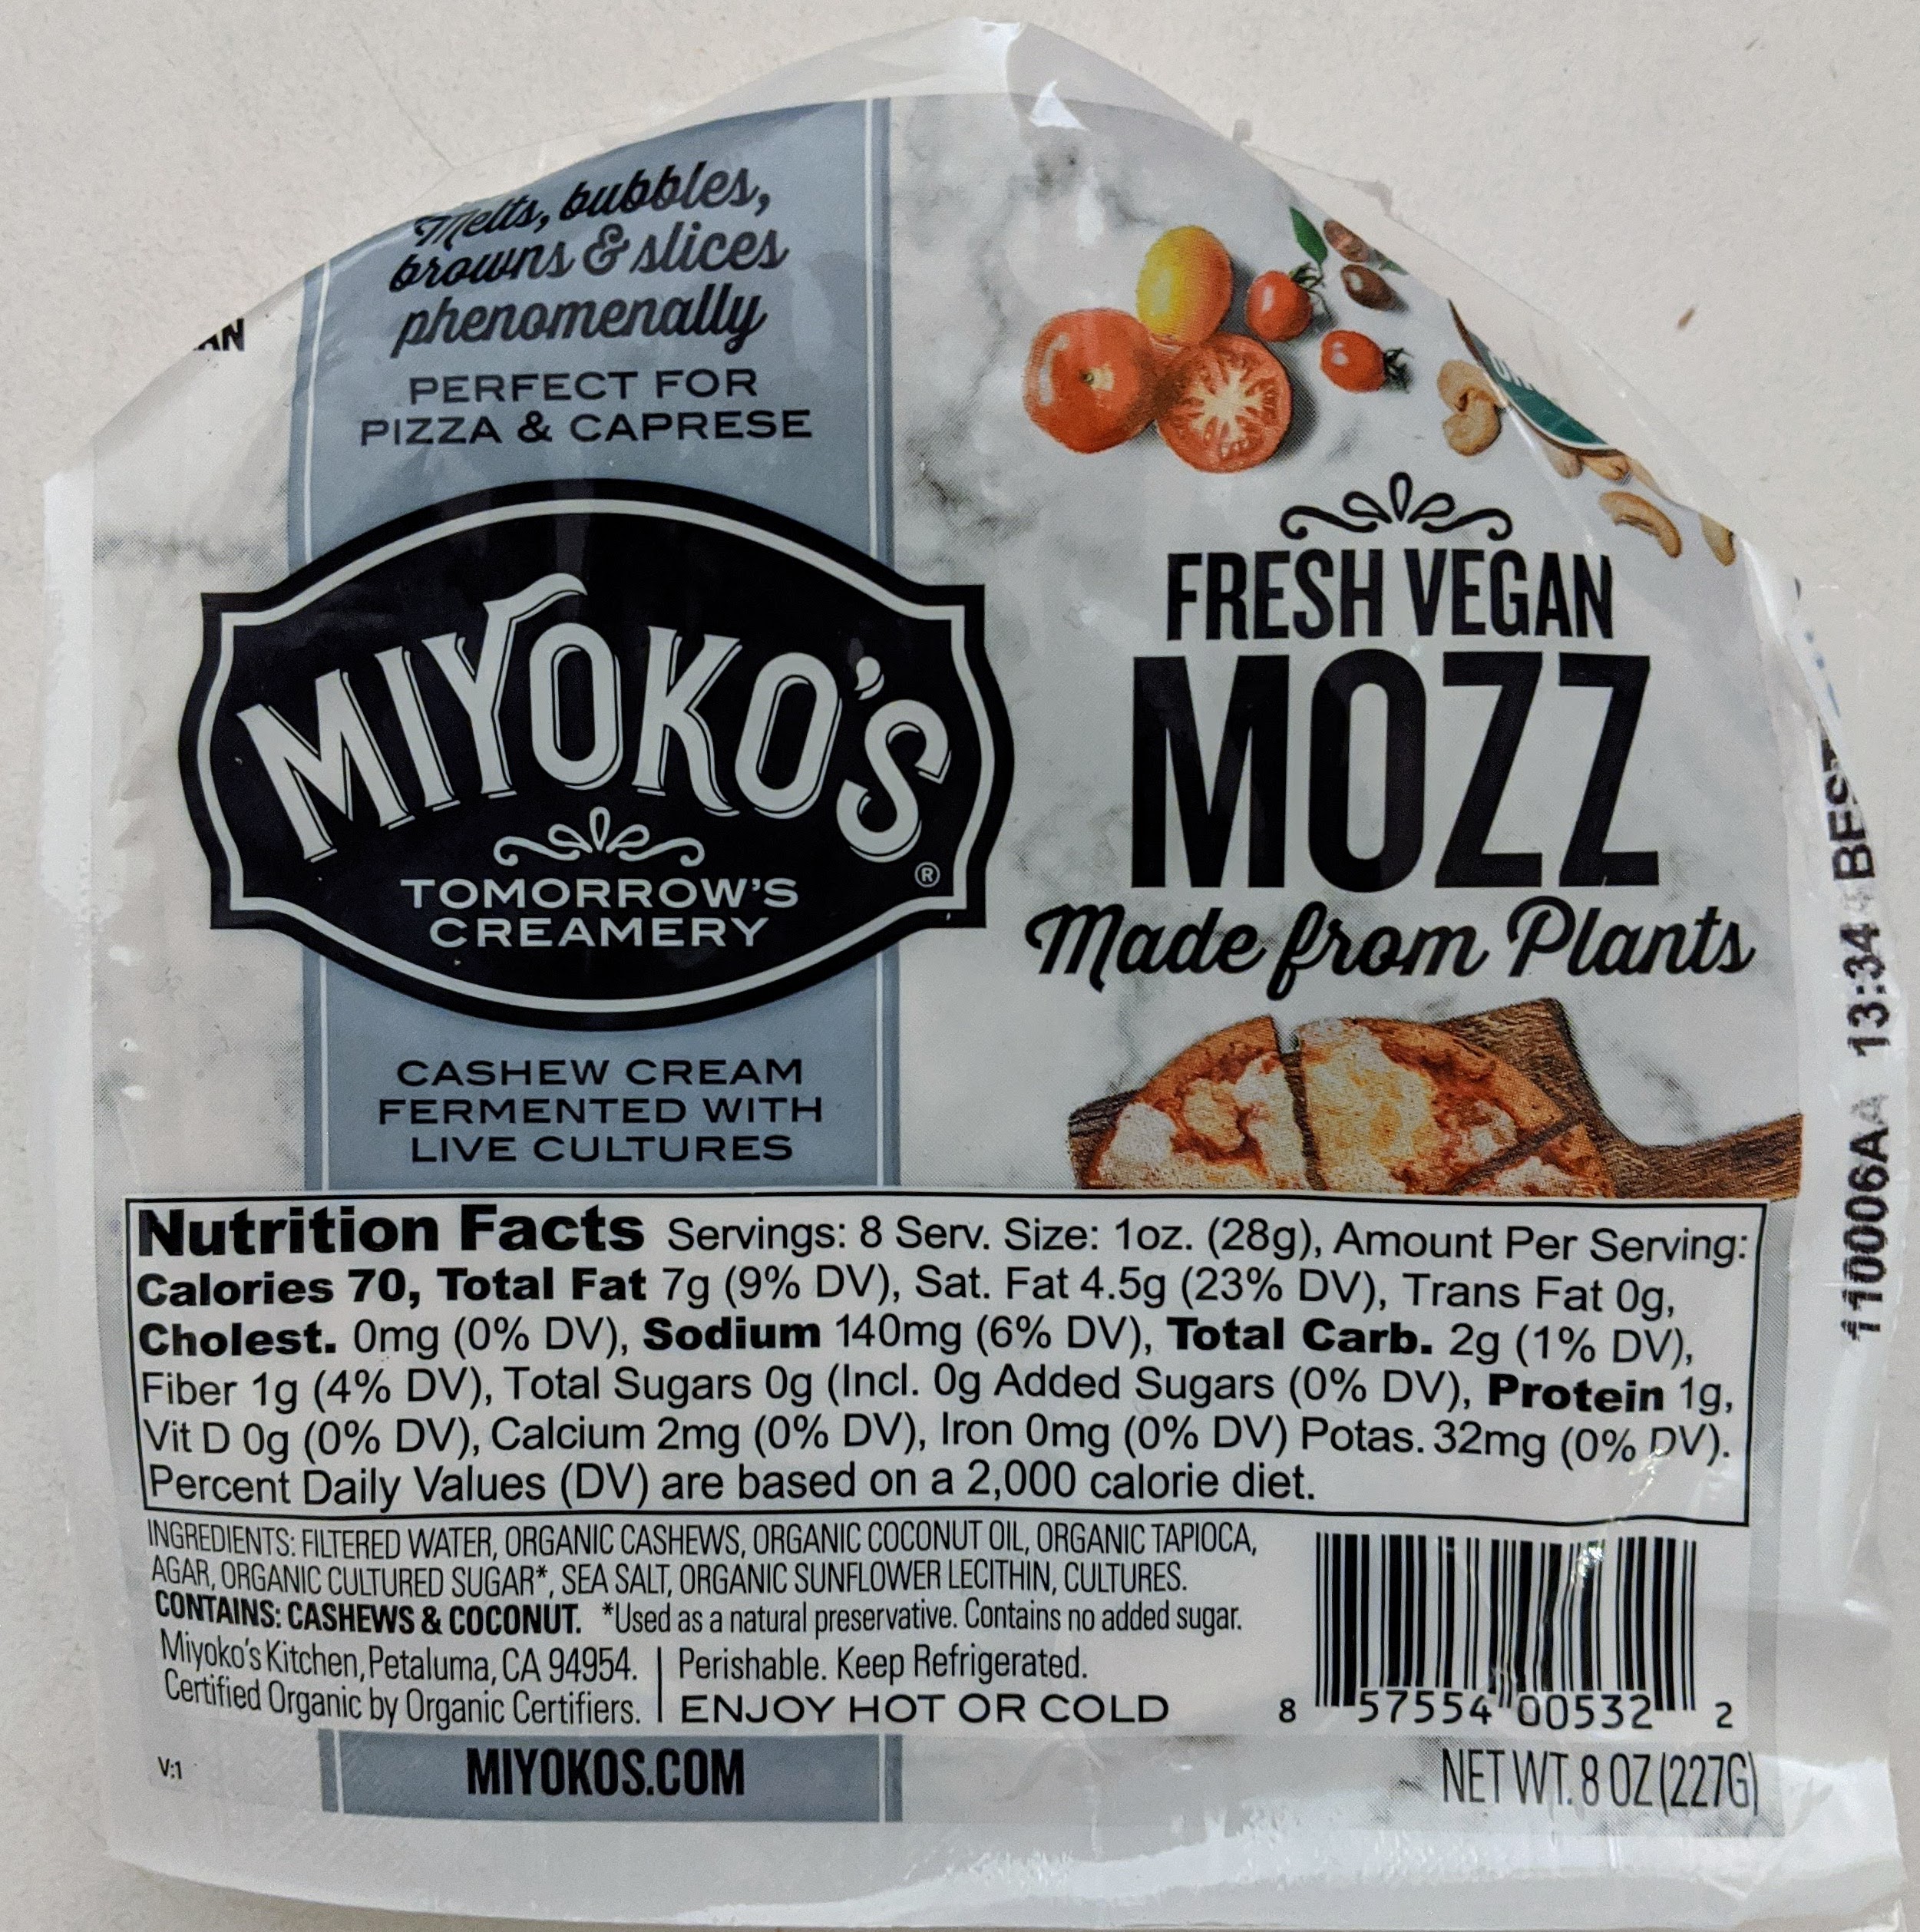 Melts, bubbles,
browns & slices
phenomenally
PERFECT FOR
PIZZA & CAPRESE
MIYOKO'S
®
TOMORROW'S
CREAMERY
CASHEW CREAM
FERMENTED WITH
LIVE CULTURES
FRESH VEGAN
MOZZ
Made from Plants
Nutrition Facts Servings: 8 Serv. Size: 1oz. (28g), Amount Per Serving:
Calories 70, Total Fat 7g (9% DV), Sat. Fat 4.5g (23% DV), Trans Fat 0g,
Cholest. 0mg (0% DV), Sodium 140mg (6% DV), Total Carb. 2g (1% DV),
Fiber 1g (4% DV), Total Sugars 0g (Incl. 0g Added Sugars (0% DV), Protein 1g,
Vit D 0g (0% DV), Calcium 2mg (0% DV), Iron 0mg (0% DV) Potas. 32mg (0% DV).
Percent Daily Values (DV) are based on a 2,000 calorie diet.
INGREDIENTS: FILTERED WATER, ORGANIC CASHEWS, ORGANIC COCONUT OIL, ORGANIC TAPIOCA,
AGAR, ORGANIC CULTURED SUGAR*, SEA SALT, ORGANIC SUNFLOWER LECITHIN, CULTURES.
CONTAINS: CASHEWS & COCONUT. *Used as a natural preservative. Contains no added sugar.
Miyoko's Kitchen, Petaluma, CA 94954.
Certified Organic by Organic Certifiers.
Perishable. Keep Refrigerated.
ENJOY HOT OR COLD
8 57554 00532 2
V:1
MIYOKOS.COM
NET WT. 8 OZ (227G)
110006AA 13:34 BEST